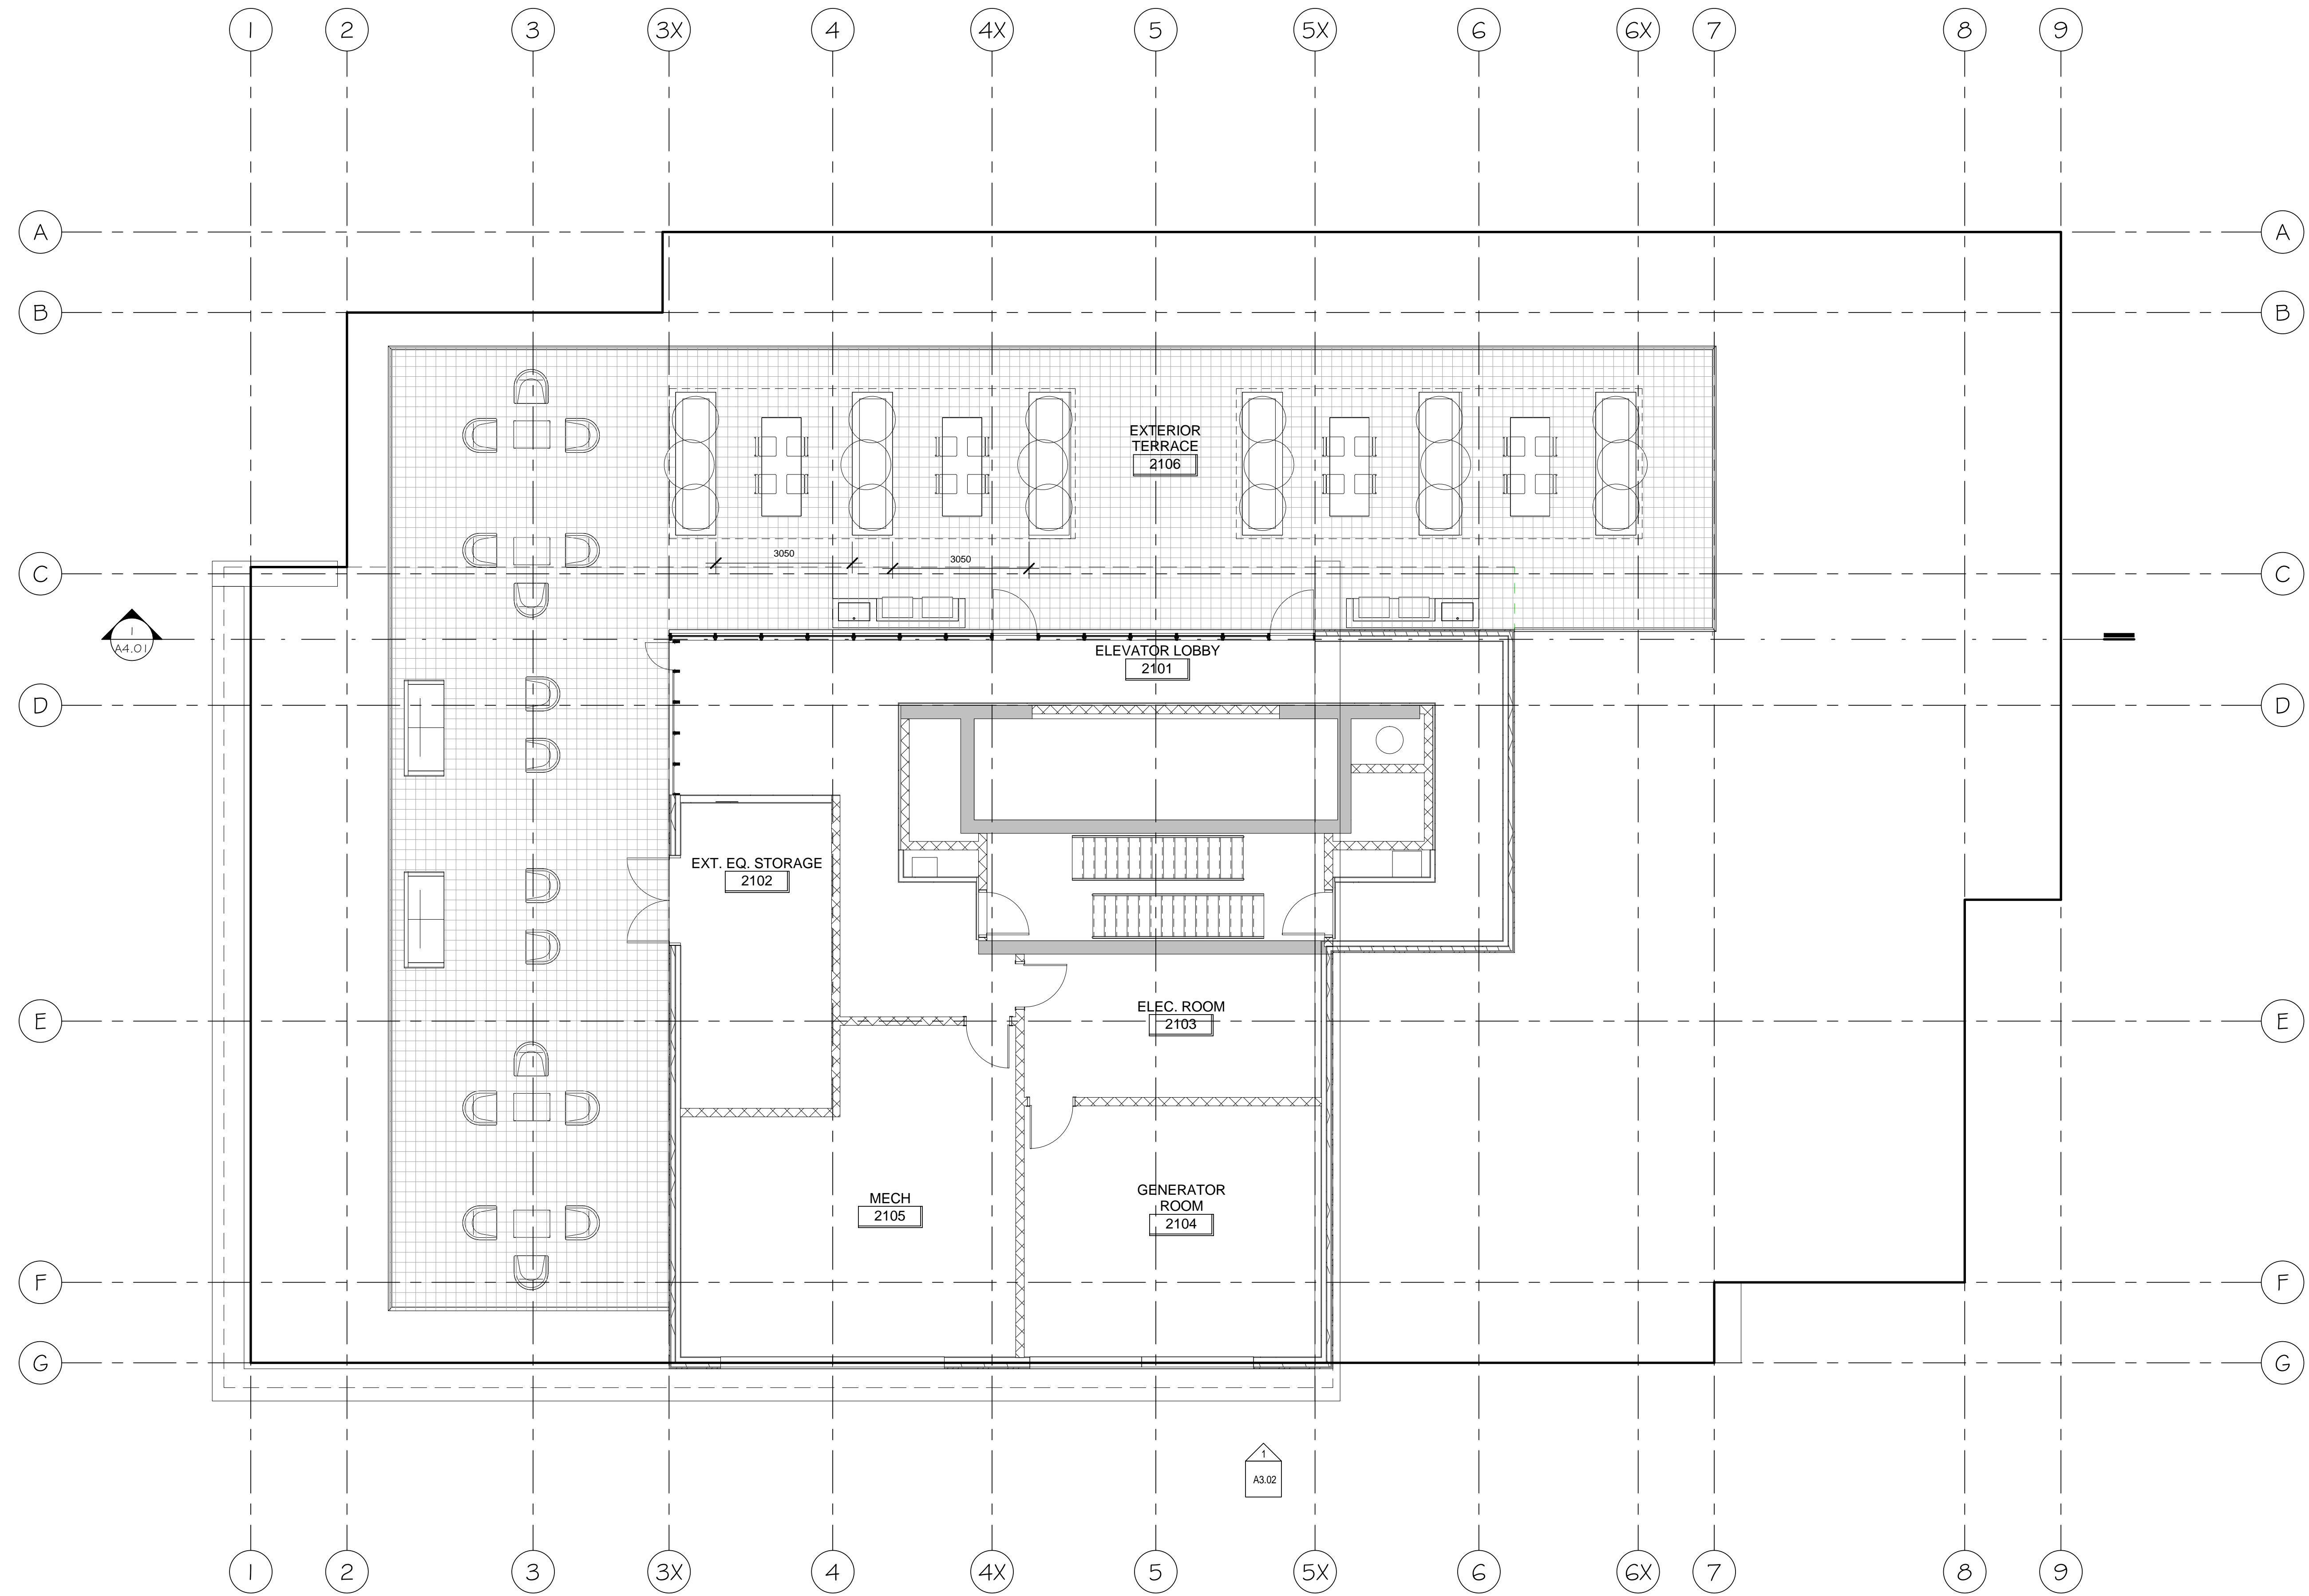 1 2 3 3X 4 4X 5 5X 6 6X 7 8 9
A A
B B
EXTERIOR
TERRACE
2106
3050 3050
C C
1
A4.01
ELEVATOR LOBBY
2101
D D
EXT. EQ. STORAGE
2102
ELEC. ROOM
2103
E E
GENERATOR
ROOM
2104
MECH
2105
F F
G G
1
A3.02
1 2 3 3X 4 4X 5 5X 6 6X 7 8 9